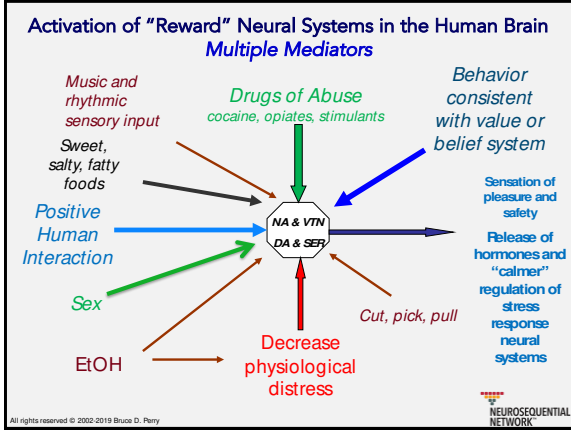 Activation of “Reward” Neural Systems in the Human Brain
Multiple Mediators
Music and
rhythmic
sensory input
Drugs of Abuse
cocaine, opiates, stimulants
Behavior
consistent
with value or
belief system
Sweet,
salty, fatty
foods
Positive
Human
Interaction
NA & VTN
DA & SER
Sensation of
pleasure and
safety
Release of
hormones and
“calmer”
regulation of
stress
response
neural
systems
Sex
Cut, pick, pull
EtOH
Decrease
physiological
distress
All rights reserved © 2002-2019 Bruce D. Perry
NEUROSEQUENTIAL
NETWORK™